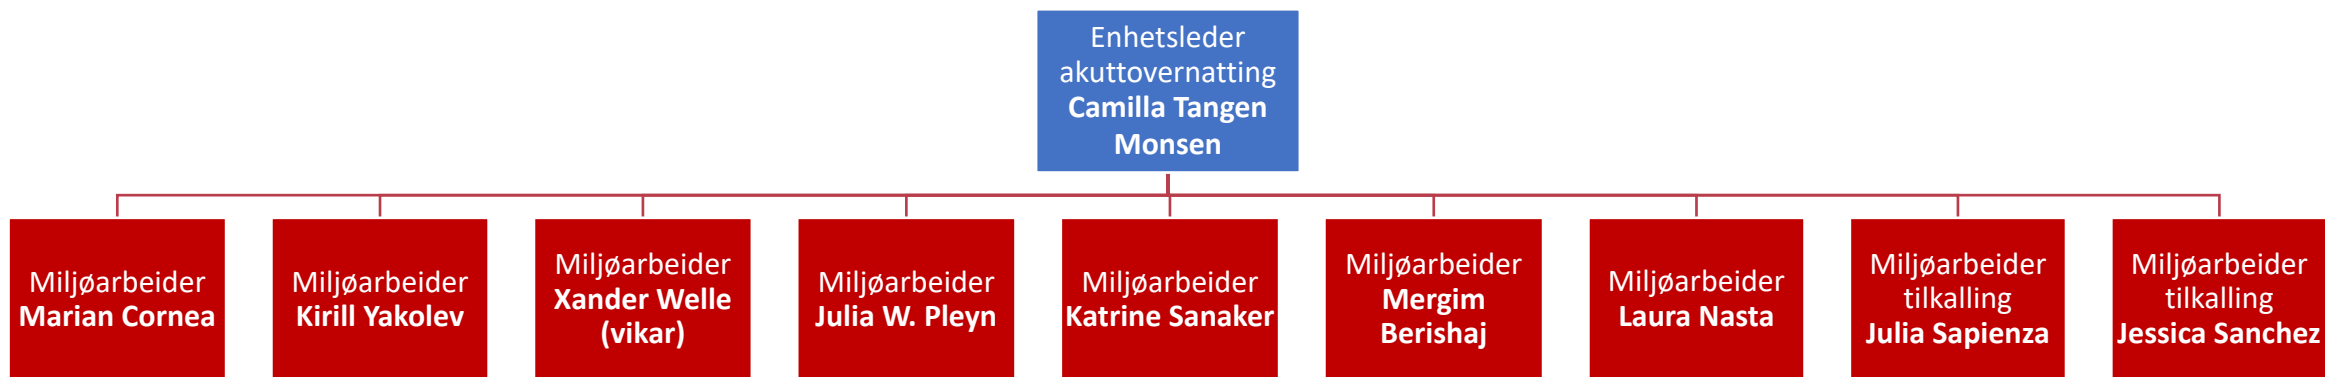 Enhetsleder
akuttovernatting
Camilla Tangen
Monsen
Miljøarbeider
Marian Cornea
Miljøarbeider
Kirill Yakolev
Miljøarbeider
Xander Welle
(vikar)
Miljøarbeider
Julia W. Pleyn
Miljøarbeider
Katrine Sanaker
Miljøarbeider
Mergim
Berishaj
Miljøarbeider
Laura Nasta
Miljøarbeider
tilkalling
Julia Sapienza
Miljøarbeider
tilkalling
Jessica Sanchez